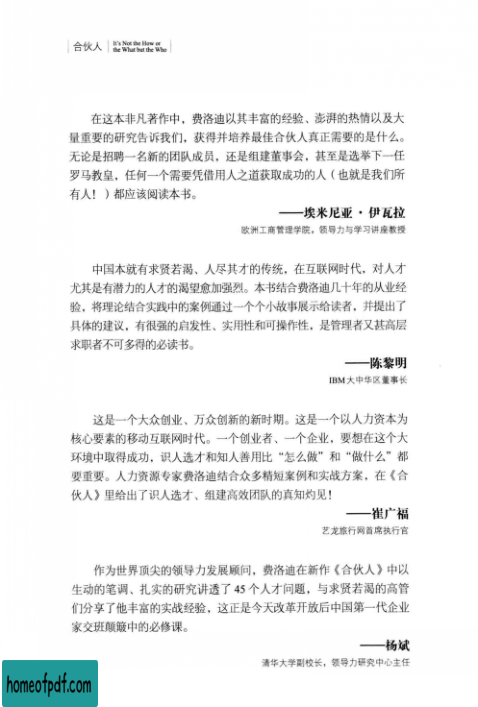 合伙人 It's Not the How or
the What but the Who
在这本非凡著作中，费洛迪以其丰富的经验、澎湃的热情以及大
量重要的研究告诉我们，获得并培养最佳合伙人真正需要的是什么。
无论是招聘一名新的团队成员，还是组建董事会，甚至是选举下一任
罗马教皇，任何一个需要凭借用人之道获取成功的人（也就是我们所
有人！）都应该阅读本书。
——埃米尼亚·伊瓦拉
欧洲工商管理学院，领导力与学习讲座教授
中国本就有求贤若渴、人尽其才的传统，在互联网时代，对人才
尤其是有潜力的人才的渴望愈加强烈。本书结合费洛迪几十年的从业经
验，将理论结合实践中的案例通过一个个小故事展示给读者，并提出了
具体的建议，有很强的启发性、实用性和可操作性，是管理者又甚高层
求职者不可多得的必读书。
——陈黎明
IBM大中华区董事长
这是一个大众创业、万众创新的新时期。这是一个以人力资本为
核心要素的移动互联网时代。一个创业者、一个企业，要想在这个大
环境中取得成功，识人选才和知人善用比“怎么做”和“做什么”都
要重要。人力资源专家费洛迪结合众多精短案例和实战方案，在《合
伙人》里给出了识人选才、组建高效团队的真知灼见！
——崔广福
艺龙旅行网首席执行官
作为世界顶尖的领导力发展顾问，费洛迪在新作《合伙人》中以
生动的笔调、扎实的研究讲透了 45 个人才问题，与求贤若渴的高管
们分享了他丰富的实战经验，这正是今天改革开放后中国第一代企业
家交班颠簸中的必修课。
——杨斌
清华大学副校长，领导力研究中心主任
homeofpdf.com